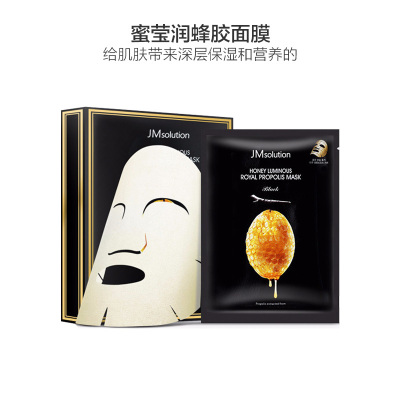 蜜莹润蜂胶面膜
给肌肤带来深层保湿和营养的
JMsolution
JMsolution
HONEY LUMINOUS
ROYAL PROPOLIS MASK
Black